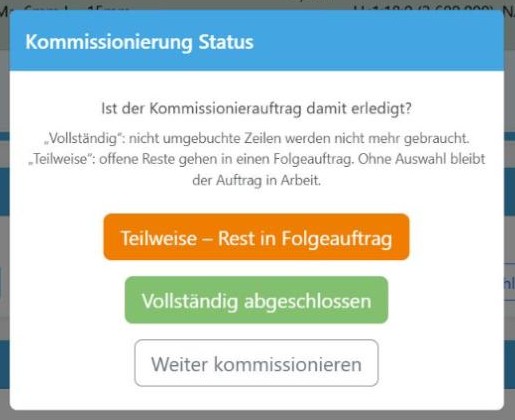 Kommissionierung Status
Ist der Kommissionierauftrag damit erledigt?
„Vollständig“: nicht umgebuchte Zeilen werden nicht mehr gebraucht.
„Teilweise“: offene Reste gehen in einen Folgeauftrag. Ohne Auswahl bleibt
der Auftrag in Arbeit.
Teilweise – Rest in Folgeauftrag
Vollständig abgeschlossen
Weiter kommissionieren